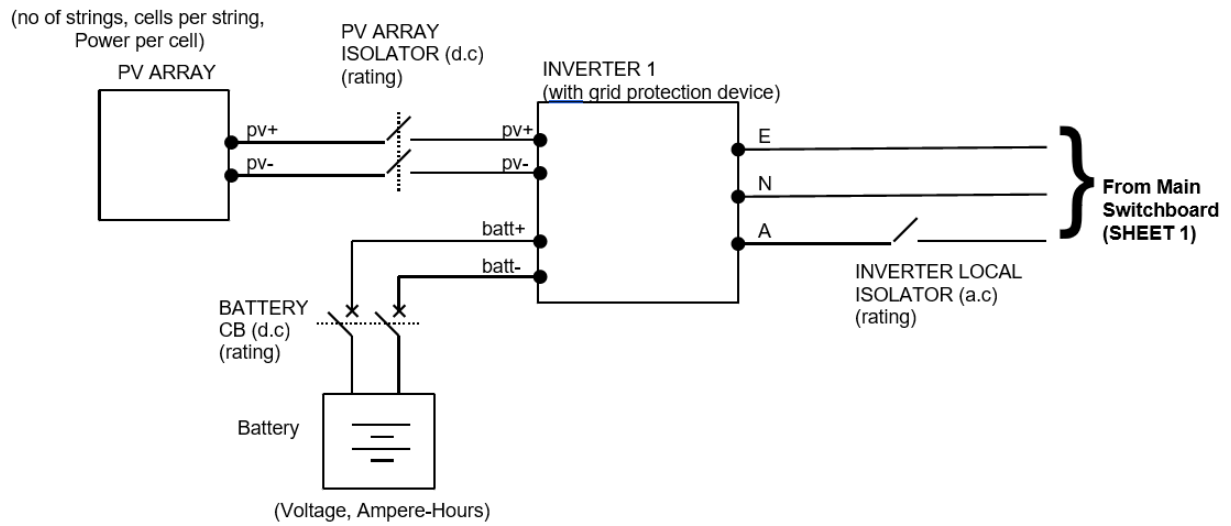 (no of strings, cells per string,
Power per cell)
PV ARRAY
PV ARRAY
ISOLATOR (d.c)
(rating)
INVERTER 1
(with grid protection device)
pv+
pv-
pv+
pv-
batt+
batt-
E
N
A
From Main
Switchboard
(SHEET 1)
INVERTER LOCAL
ISOLATOR (a.c)
(rating)
BATTERY
CB (d.c)
(rating)
Battery
(Voltage, Ampere-Hours)